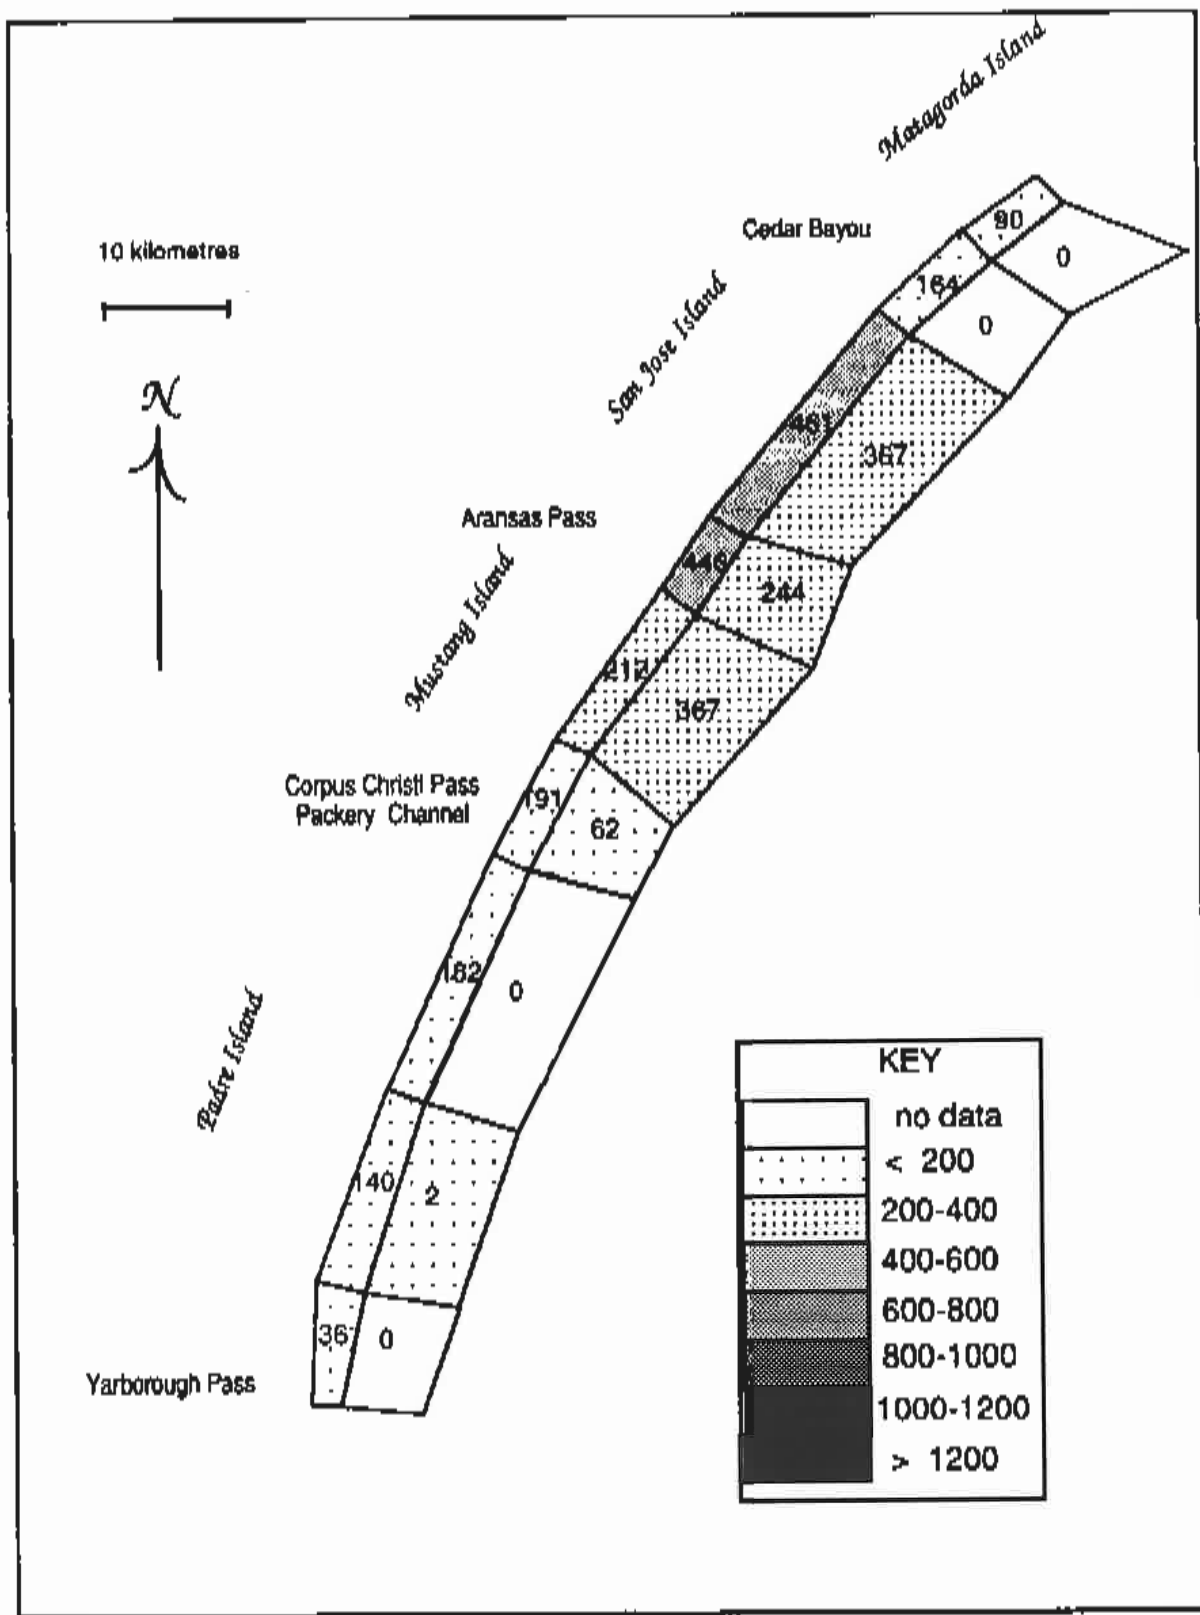 Matagorda Island
90
Cedar Bayou
0
10 kilometres
164
San Jose Island
0
N
367
Aransas Pass
446
244
Mustang Island
212
367
Corpus Christi Pass
Packery Channel
191
62
182
0
Padre Island
KEY
no data
< 200
200-400
400-600
600-800
800-1000
1000-1200
> 1200
140
2
36
0
Yarborough Pass